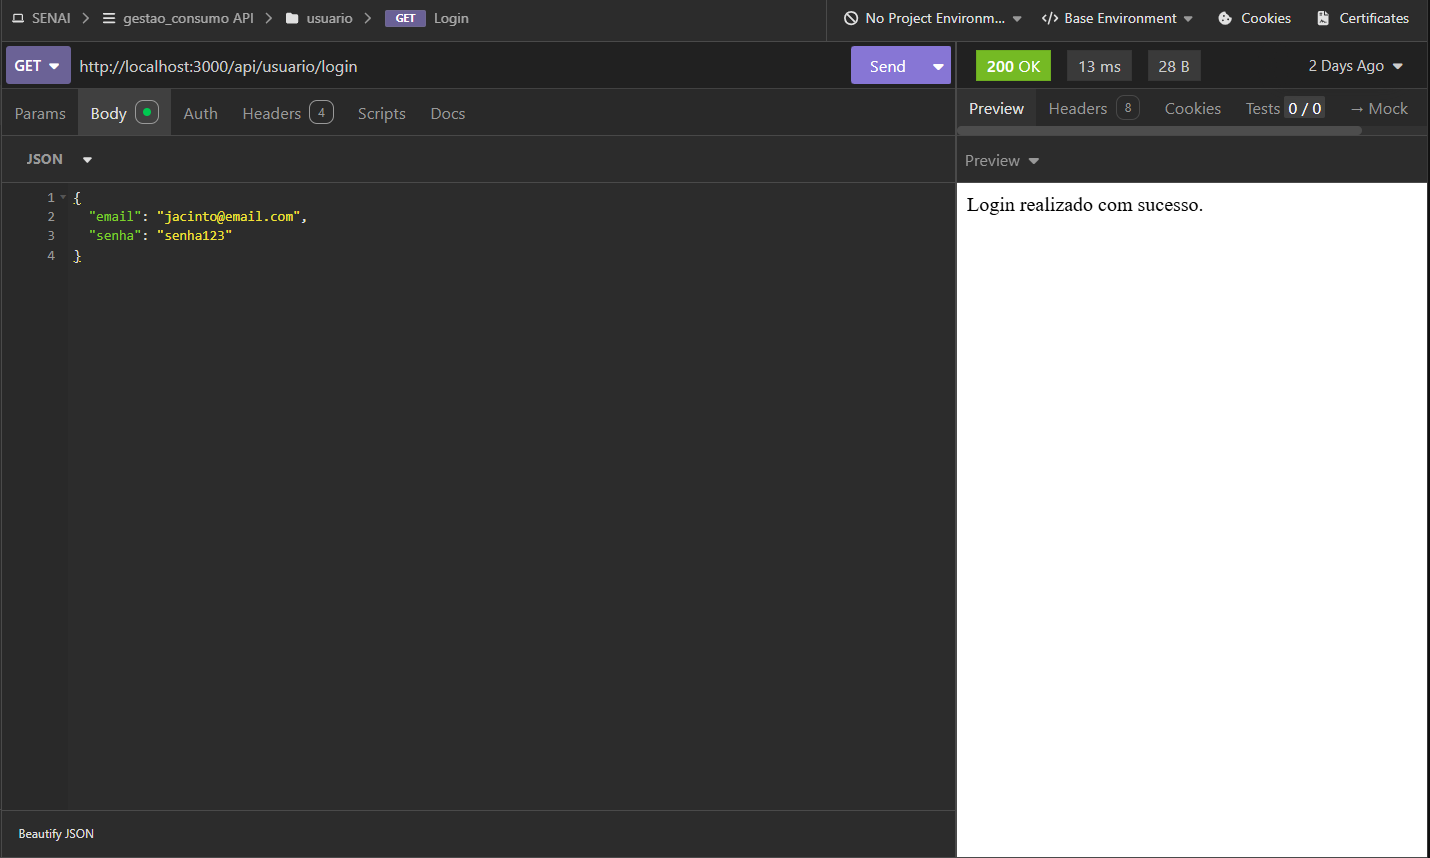 SENAI > gestao_consumo API > usuario > GET Login
No Project Environm... </> Base Environment Cookies Certificates
GET http://localhost:3000/api/usuario/login Send
200 OK 13 ms 28 B 2 Days Ago
Params Body Auth Headers 4 Scripts Docs
Preview Headers 8 Cookies Tests 0 / 0 → Mock
JSON
Preview
1 {
2 "email": "jacinto@email.com",
3 "senha": "senha123"
4 }
Login realizado com sucesso.
Beautify JSON